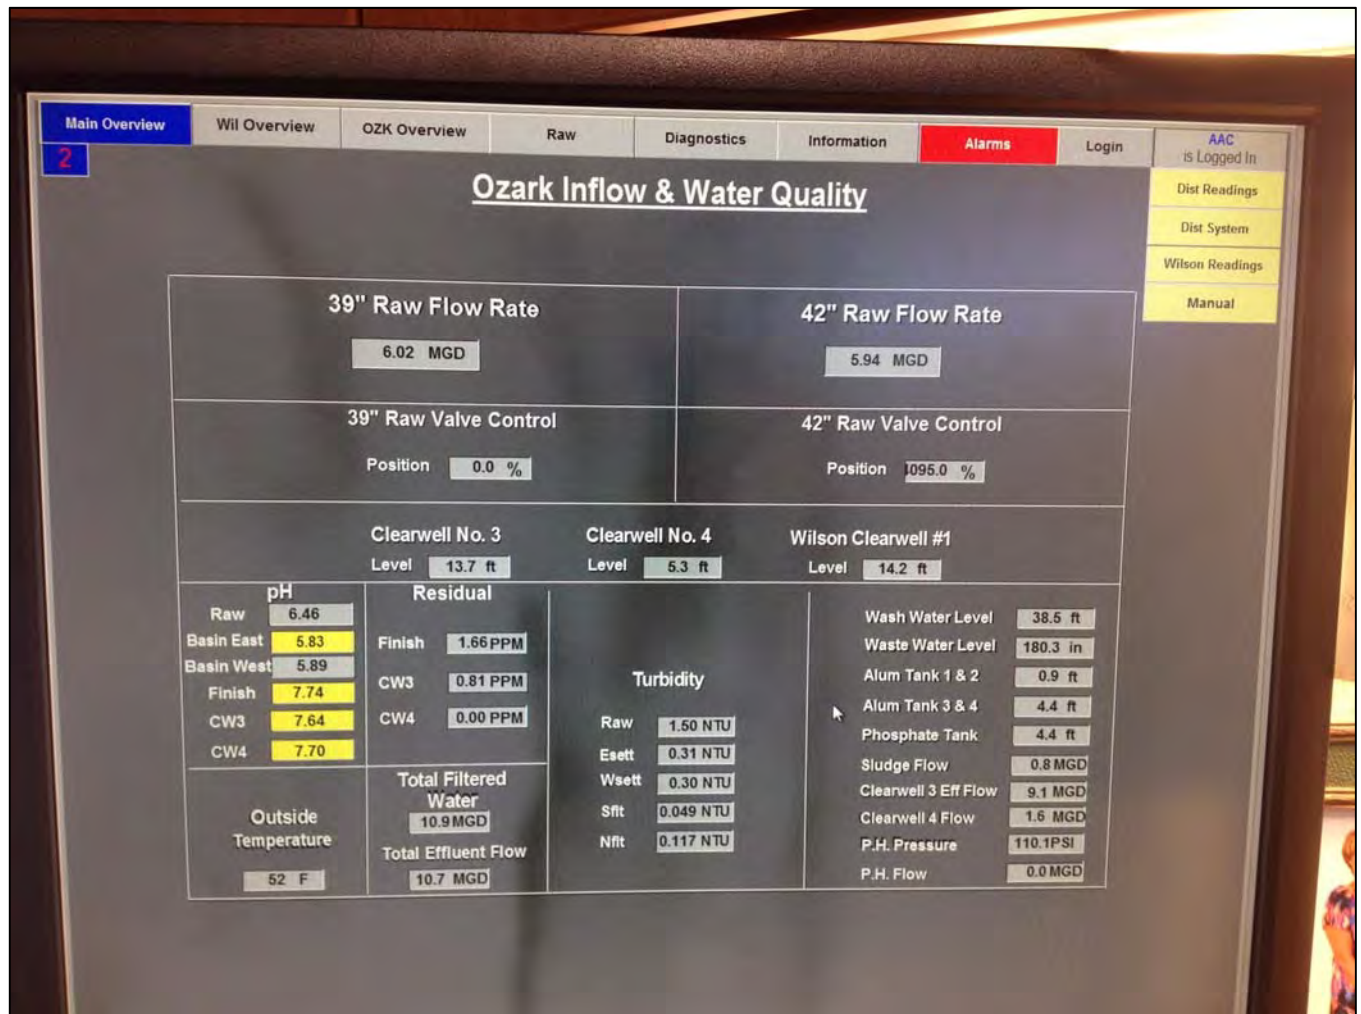 Main Overview
Wil Overview
OZK Overview
Raw
Diagnostics
Information
Alarms
Login
AAC
is Logged In
2
Dist Readings
Dist System
Wilson Readings
Manual
Ozark Inflow & Water Quality
39" Raw Flow Rate
6.02 MGD
42" Raw Flow Rate
5.94 MGD
39" Raw Valve Control
Position 0.0 %
42" Raw Valve Control
Position 4095.0 %
Clearwell No. 3
Level 13.7 ft
Clearwell No. 4
Level 5.3 ft
Wilson Clearwell #1
Level 14.2 ft
pH
Raw 6.46
Basin East 5.83
Basin West 5.89
Finish 7.74
CW3 7.64
CW4 7.70
Outside
Temperature
52 F
Residual
Finish 1.66 PPM
CW3 0.81 PPM
CW4 0.00 PPM
Total Filtered
Water
10.9 MGD
Total Effluent Flow
10.7 MGD
Turbidity
Raw 1.50 NTU
Esett 0.31 NTU
Wsett 0.30 NTU
Sflt 0.049 NTU
Nflt 0.117 NTU
Wash Water Level 38.5 ft
Waste Water Level 180.3 in
Alum Tank 1 & 2 0.9 ft
Alum Tank 3 & 4 4.4 ft
Phosphate Tank 4.4 ft
Sludge Flow 0.8 MGD
Clearwell 3 Eff Flow 9.1 MGD
Clearwell 4 Flow 1.6 MGD
P.H. Pressure 110.1PSI
P.H. Flow 0.0 MGD